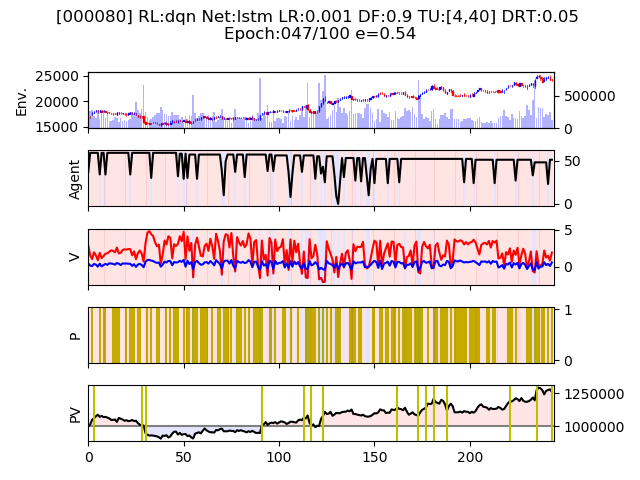 [000080] RL:dqn Net:lstm LR:0.001 DF:0.9 TU:[4,40] DRT:0.05
Epoch:047/100 e=0.54
Env.
25000
20000
15000
500000
0
Agent
50
0
V
5
0
P
1
0
PV
1250000
1000000
0 50 100 150 200